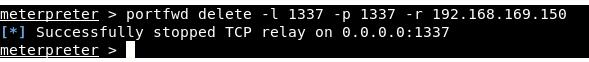 meterpreter > portfwd delete -l 1337 -p 1337 -r 192.168.169.150
[*] Successfully stopped TCP relay on 0.0.0.0:1337
meterpreter >